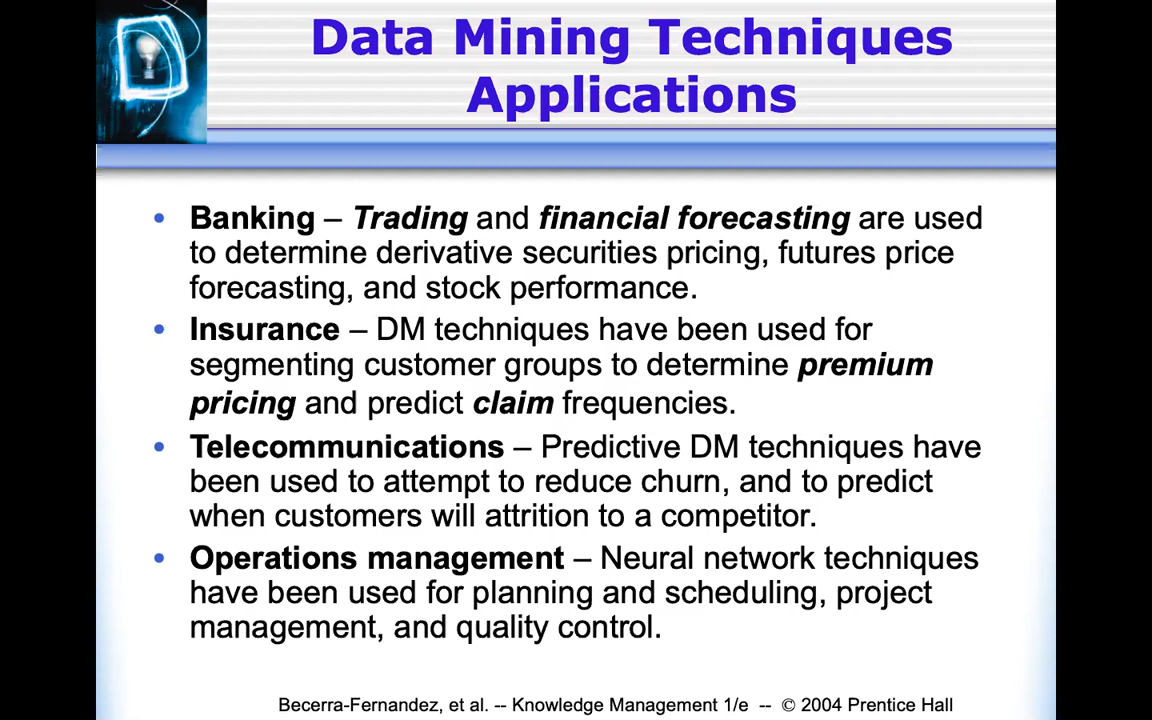 Data Mining Techniques
Applications
• Banking – Trading and financial forecasting are used
to determine derivative securities pricing, futures price
forecasting, and stock performance.
• Insurance – DM techniques have been used for
segmenting customer groups to determine premium
pricing and predict claim frequencies.
• Telecommunications – Predictive DM techniques have
been used to attempt to reduce churn, and to predict
when customers will attrition to a competitor.
• Operations management – Neural network techniques
have been used for planning and scheduling, project
management, and quality control.
Becerra-Fernandez, et al. -- Knowledge Management 1/e -- © 2004 Prentice Hall